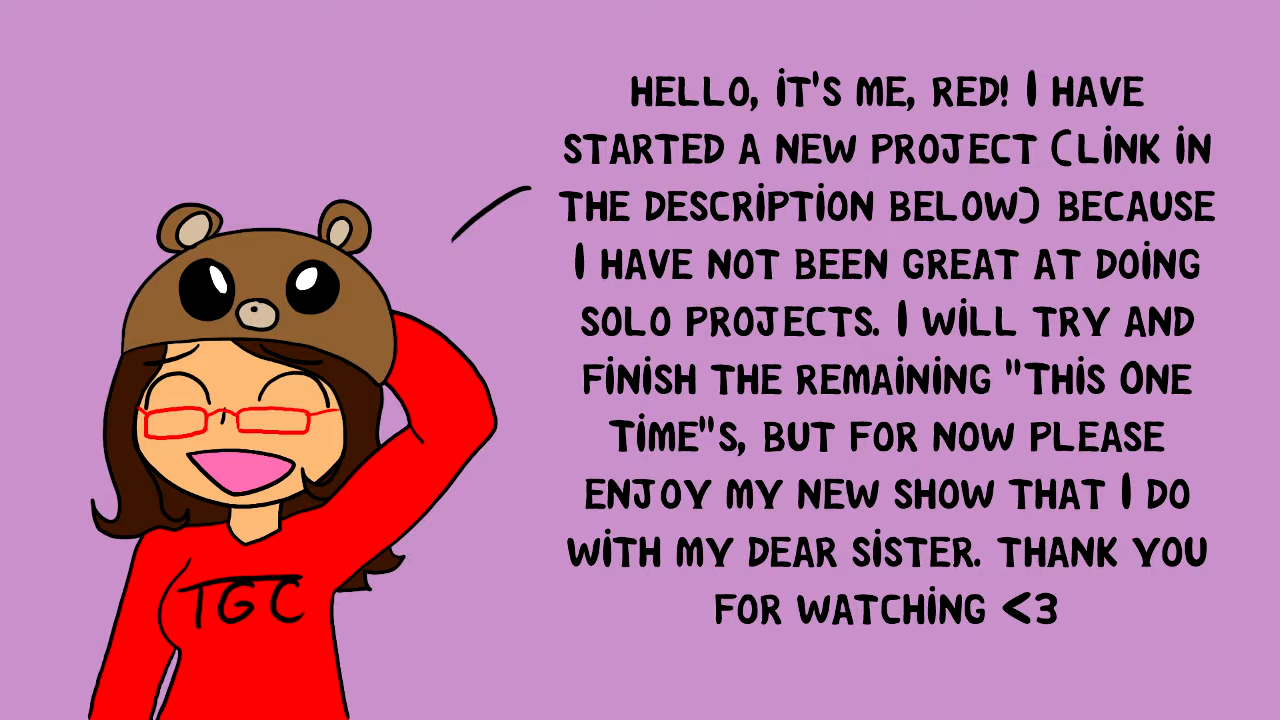 HELLO, IT'S ME, RED! I HAVE
STARTED A NEW PROJECT (LINK IN
THE DESCRIPTION BELOW) BECAUSE
I HAVE NOT BEEN GREAT AT DOING
SOLO PROJECTS. I WILL TRY AND
FINISH THE REMAINING "THIS ONE
TIME"S, BUT FOR NOW PLEASE
ENJOY MY NEW SHOW THAT I DO
WITH MY DEAR SISTER. THANK YOU
FOR WATCHING <3
TGC